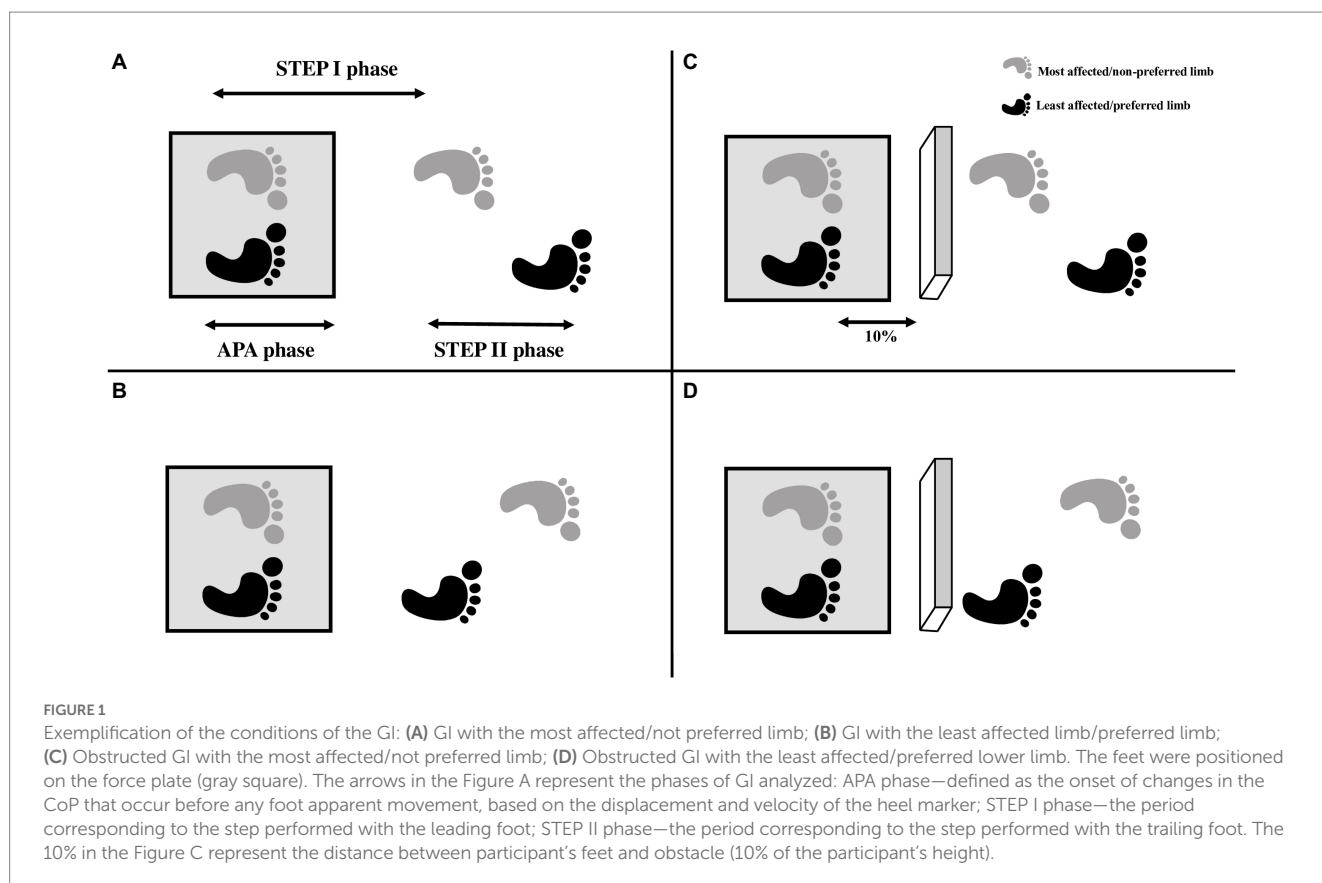 A
STEP I phase
APA phase
STEP II phase
C
Most affected/non-preferred limb
Least affected/preferred limb
10%
B
D
FIGURE 1
Exemplification of the conditions of the GI: (A) GI with the most affected/not preferred limb; (B) GI with the least affected limb/preferred limb;
(C) Obstructed GI with the most affected/not preferred limb; (D) Obstructed GI with the least affected/preferred lower limb. The feet were positioned
on the force plate (gray square). The arrows in the Figure A represent the phases of GI analyzed: APA phase—defined as the onset of changes in the
CoP that occur before any foot apparent movement, based on the displacement and velocity of the heel marker; STEP I phase—the period
corresponding to the step performed with the leading foot; STEP II phase—the period corresponding to the step performed with the trailing foot. The
10% in the Figure C represent the distance between participant's feet and obstacle (10% of the participant's height).